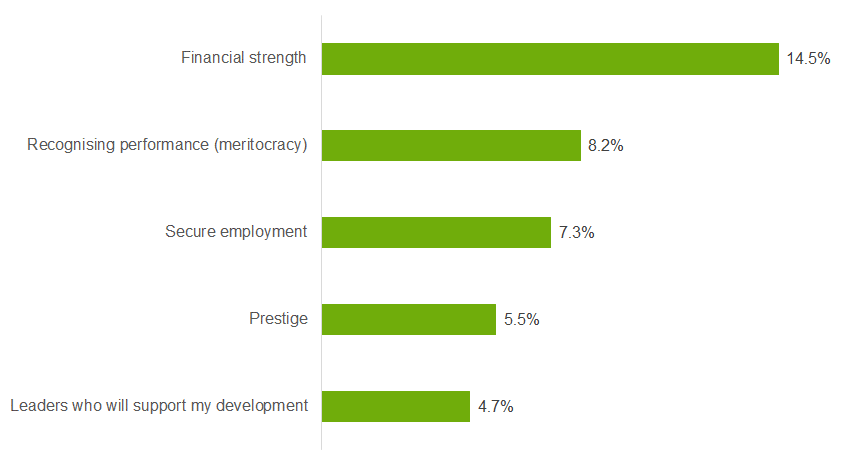 Financial strength 14.5%
Recognising performance (meritocracy) 8.2%
Secure employment 7.3%
Prestige 5.5%
Leaders who will support my development 4.7%